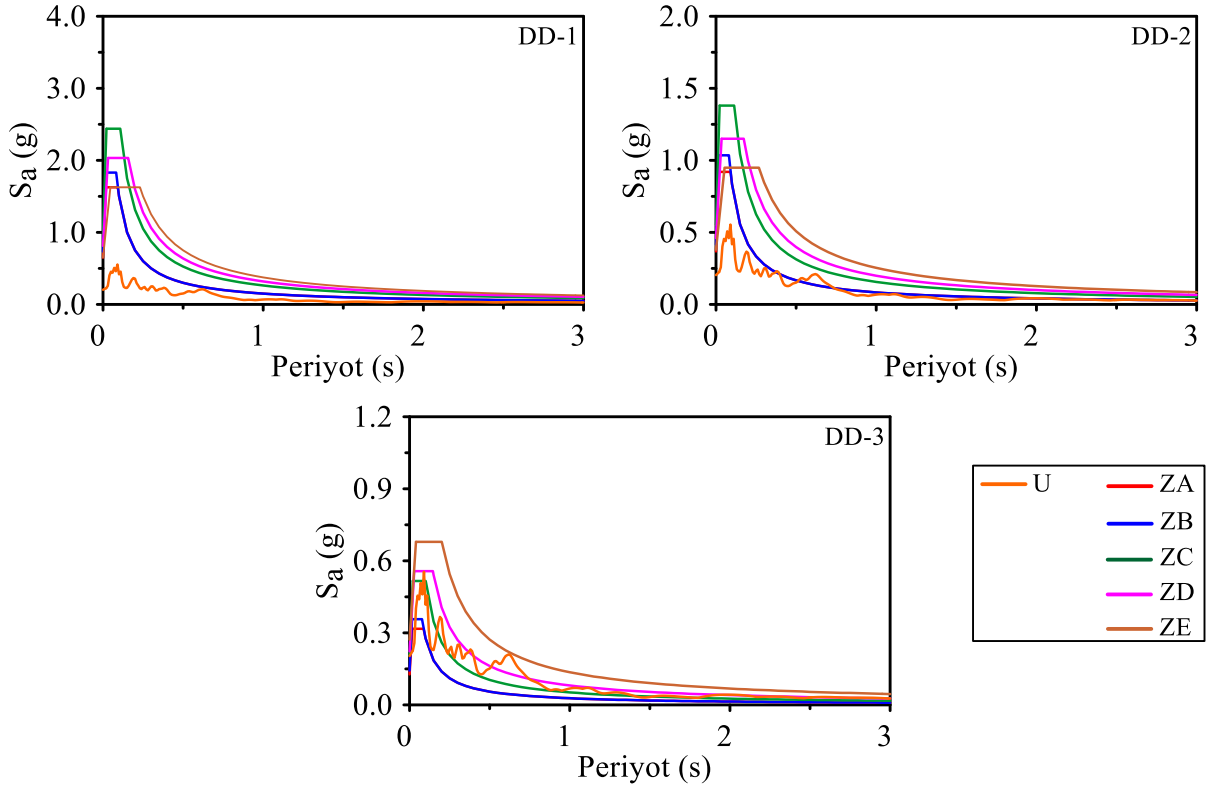 4.0
DD-1
3.0
2.0
1.0
0.0
Sa (g)
0
1
2
3
Periyot (s)
2.0
DD-2
1.5
1.0
0.5
0.0
Sa (g)
0
1
2
3
Periyot (s)
1.2
DD-3
0.9
0.6
0.3
0.0
Sa (g)
0
1
2
3
Periyot (s)
U
ZA
ZB
ZC
ZD
ZE